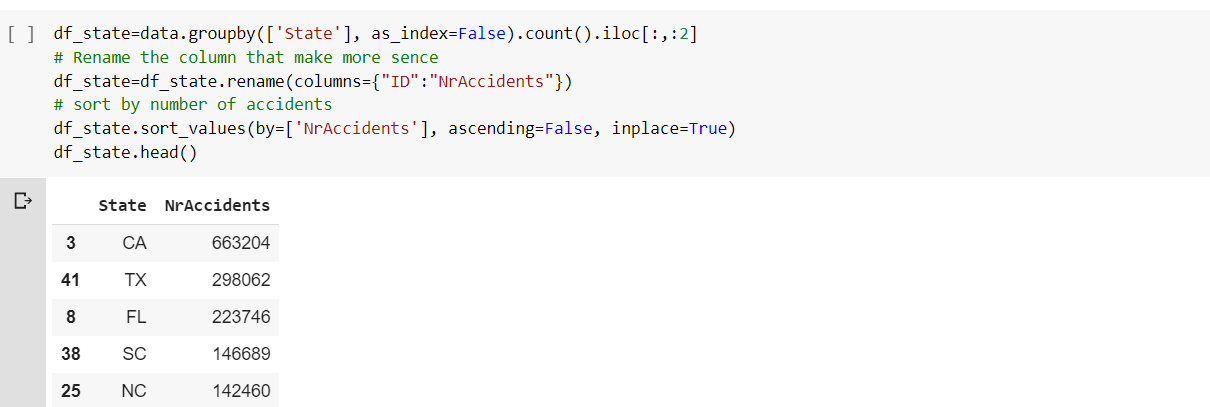 [ ] df_state=data.groupby(['State'], as_index=False).count().iloc[:,:2]
# Rename the column that make more sence
df_state=df_state.rename(columns={"ID":"NrAccidents"})
# sort by number of accidents
df_state.sort_values(by=['NrAccidents'], ascending=False, inplace=True)
df_state.head()
State NrAccidents
3 CA 663204
41 TX 298062
8 FL 223746
38 SC 146689
25 NC 142460